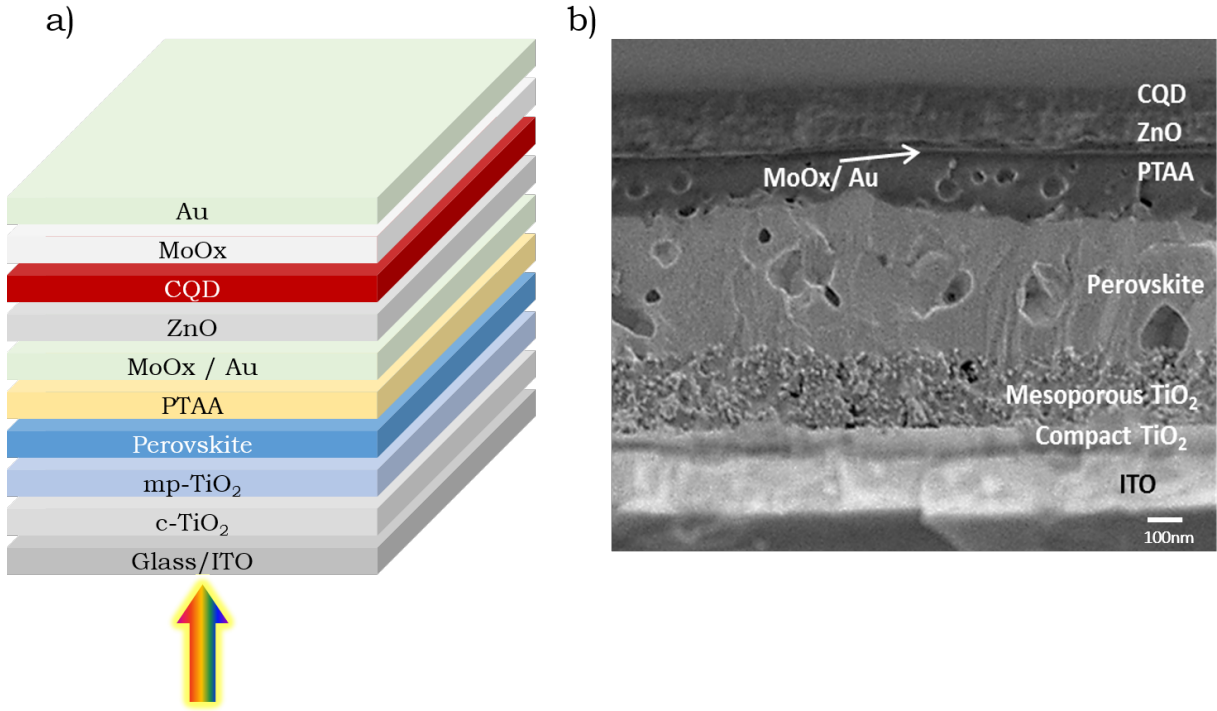 a)
Au
MoOx
CQD
ZnO
MoOx / Au
PTAA
Perovskite
mp-TiO₂
c-TiO₂
Glass/ITO
b)
CQD
ZnO
MoOx/ Au
PTAA
Perovskite
Mesoporous TiO₂
Compact TiO₂
ITO
100nm